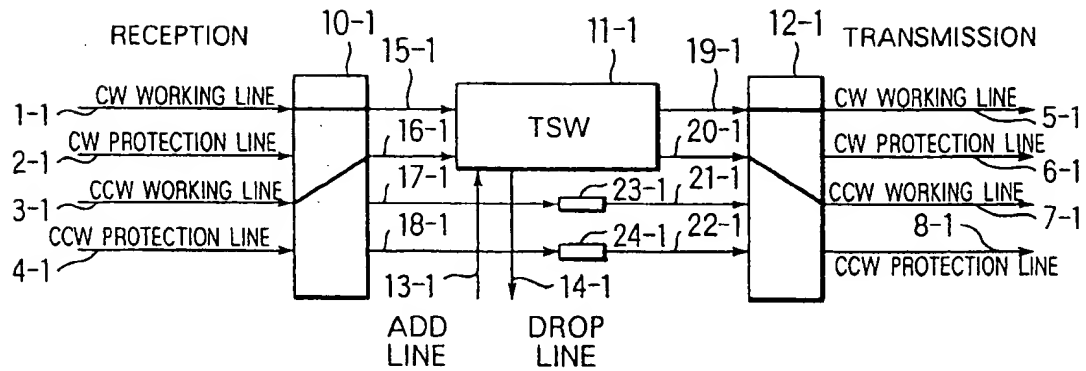 RECEPTION 10-1 15-1 11-1 19-1 12-1 TRANSMISSION
CW WORKING LINE CW WORKING LINE
1-1 TSW 5-1
CW PROTECTION LINE 16-1 20-1 CW PROTECTION LINE
2-1 6-1
CCW WORKING LINE 17-1 23-1 21-1 CCW WORKING LINE
3-1 7-1
CCW PROTECTION LINE 18-1 24-1 22-1 8-1
4-1 CCW PROTECTION LINE
13-1 14-1
ADD DROP
LINE LINE